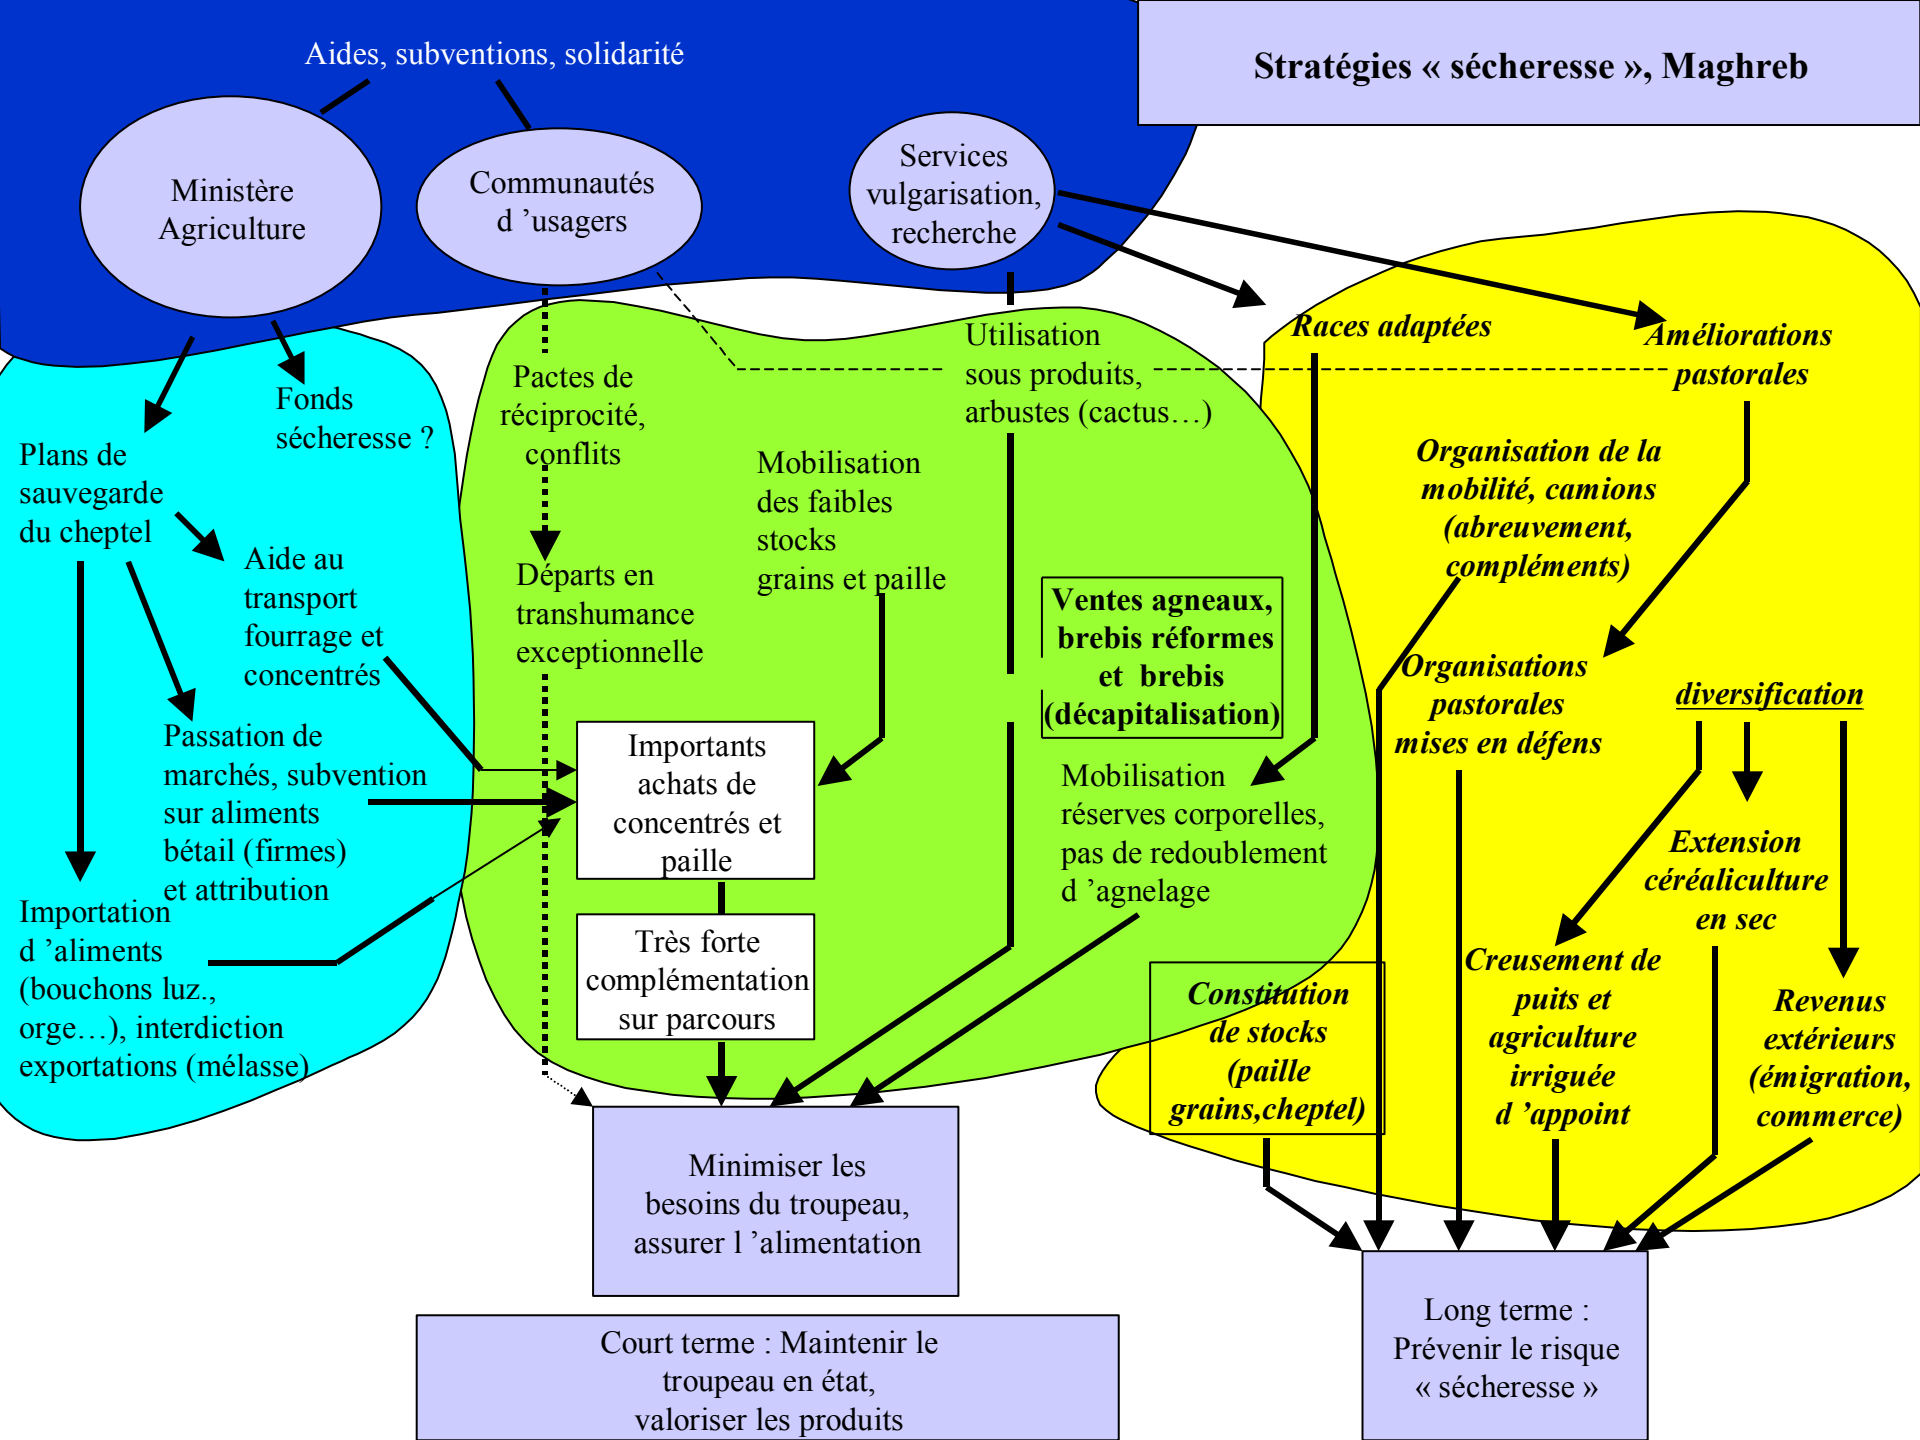 Aides, subventions, solidarité
Stratégies « sécheresse », Maghreb
Ministère
Agriculture
Communautés
d ’usagers
Services
vulgarisation,
recherche
Fonds
sécheresse ?
Plans de
sauvegarde
du cheptel
Aide au
transport
fourrage et
concentrés
Passation de
marchés, subvention
sur aliments
bétail (firmes)
et attribution
Importation
d ’aliments
(bouchons luz.,
orge…), interdiction
exportations (mélasse)
Pactes de
réciprocité,
conflits
Départs en
transhumance
exceptionnelle
Mobilisation
des faibles
stocks
grains et paille
Utilisation
sous produits,
arbustes (cactus…)
Ventes agneaux,
brebis réformes
et brebis
(décapitalisation)
Importants
achats de
concentrés et
paille
Très forte
complémentation
sur parcours
Mobilisation
réserves corporelles,
pas de redoublement
d ’agnelage
Races adaptées
Améliorations
pastorales
Organisation de la
mobilité, camions
(abreuvement,
compléments)
Organisations
pastorales
mises en défens
diversification
Extension
céréaliculture
en sec
Creusement de
puits et
agriculture
irriguée
d ’appoint
Revenus
extérieurs
(émigration,
commerce)
Constitution
de stocks
(paille
grains,cheptel)
Minimiser les
besoins du troupeau,
assurer l ’alimentation
Court terme : Maintenir le
troupeau en état,
valoriser les produits
Long terme :
Prévenir le risque
« sécheresse »